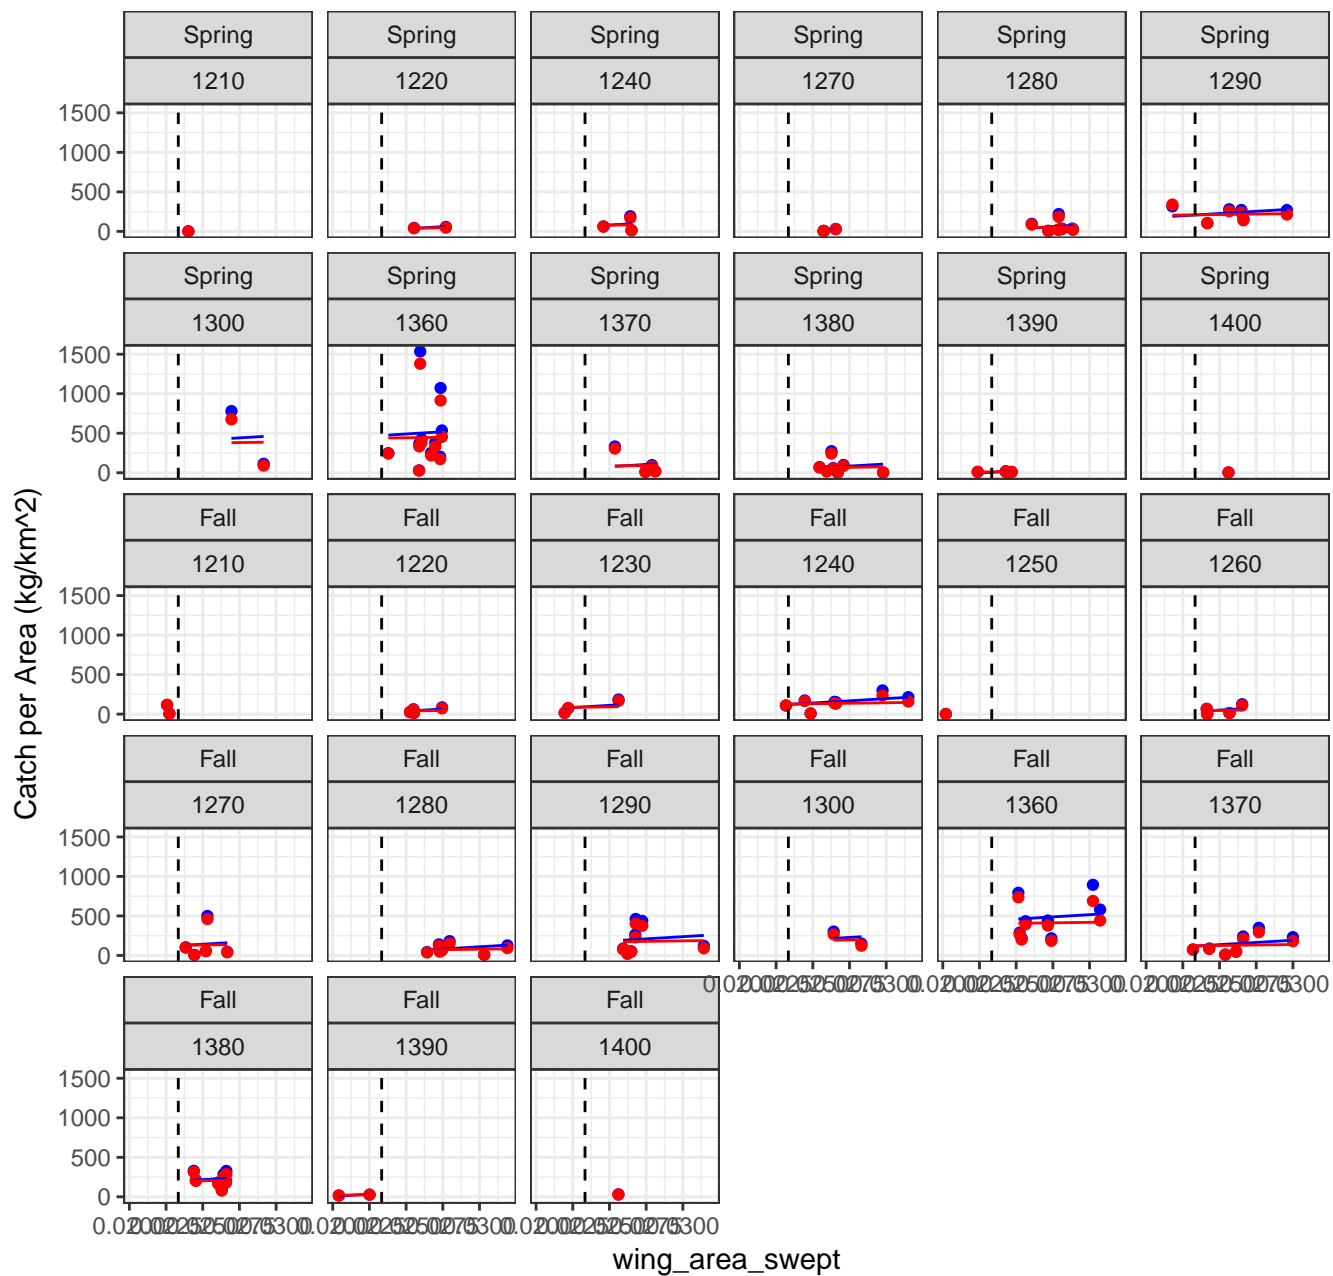 Spring Spring Spring Spring Spring Spring
1210 1220 1240 1270 1280 1290
1500
1000
500
0
Spring Spring Spring Spring Spring Spring
1300 1360 1370 1380 1390 1400
1500
1000
500
0
Fall Fall Fall Fall Fall Fall
1210 1220 1230 1240 1250 1260
1500
1000
500
0
Fall Fall Fall Fall Fall Fall
1270 1280 1290 1300 1360 1370
1500
1000
500
0
Fall Fall Fall
1380 1390 1400
1500
1000
500
0
Catch per Area (kg/km^2)
wing_area_swept